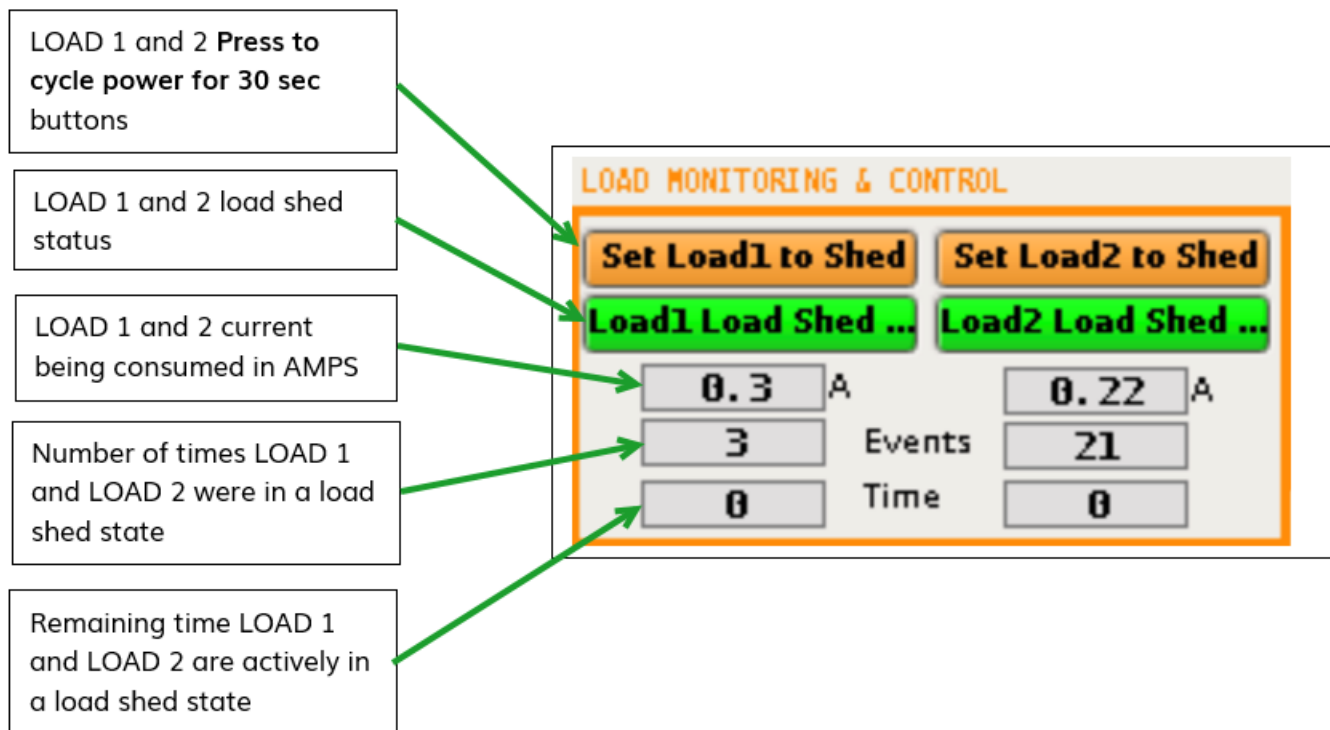 LOAD 1 and 2 Press to
cycle power for 30 sec
buttons
LOAD 1 and 2 load shed
status
LOAD 1 and 2 current
being consumed in AMPS
Number of times LOAD 1
and LOAD 2 were in a load
shed state
Remaining time LOAD 1
and LOAD 2 are actively in
a load shed state
LOAD MONITORING & CONTROL
Set Load1 to Shed Set Load2 to Shed
Load1 Load Shed ... Load2 Load Shed ...
0.3 A 0.22 A
3 Events 21
0 Time 0